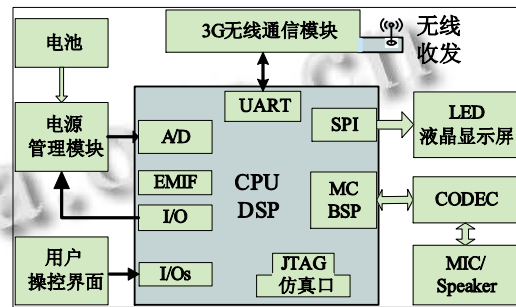 电池
3G无线通信模块
无线
收发
电源
管理模块
UART
A/D
SPI
LED
液晶显示屏
EMIF
CPU
DSP
I/O
MC
BSP
CODEC
用户
操控界面
I/Os
JTAG
仿真口
MIC/
Speaker